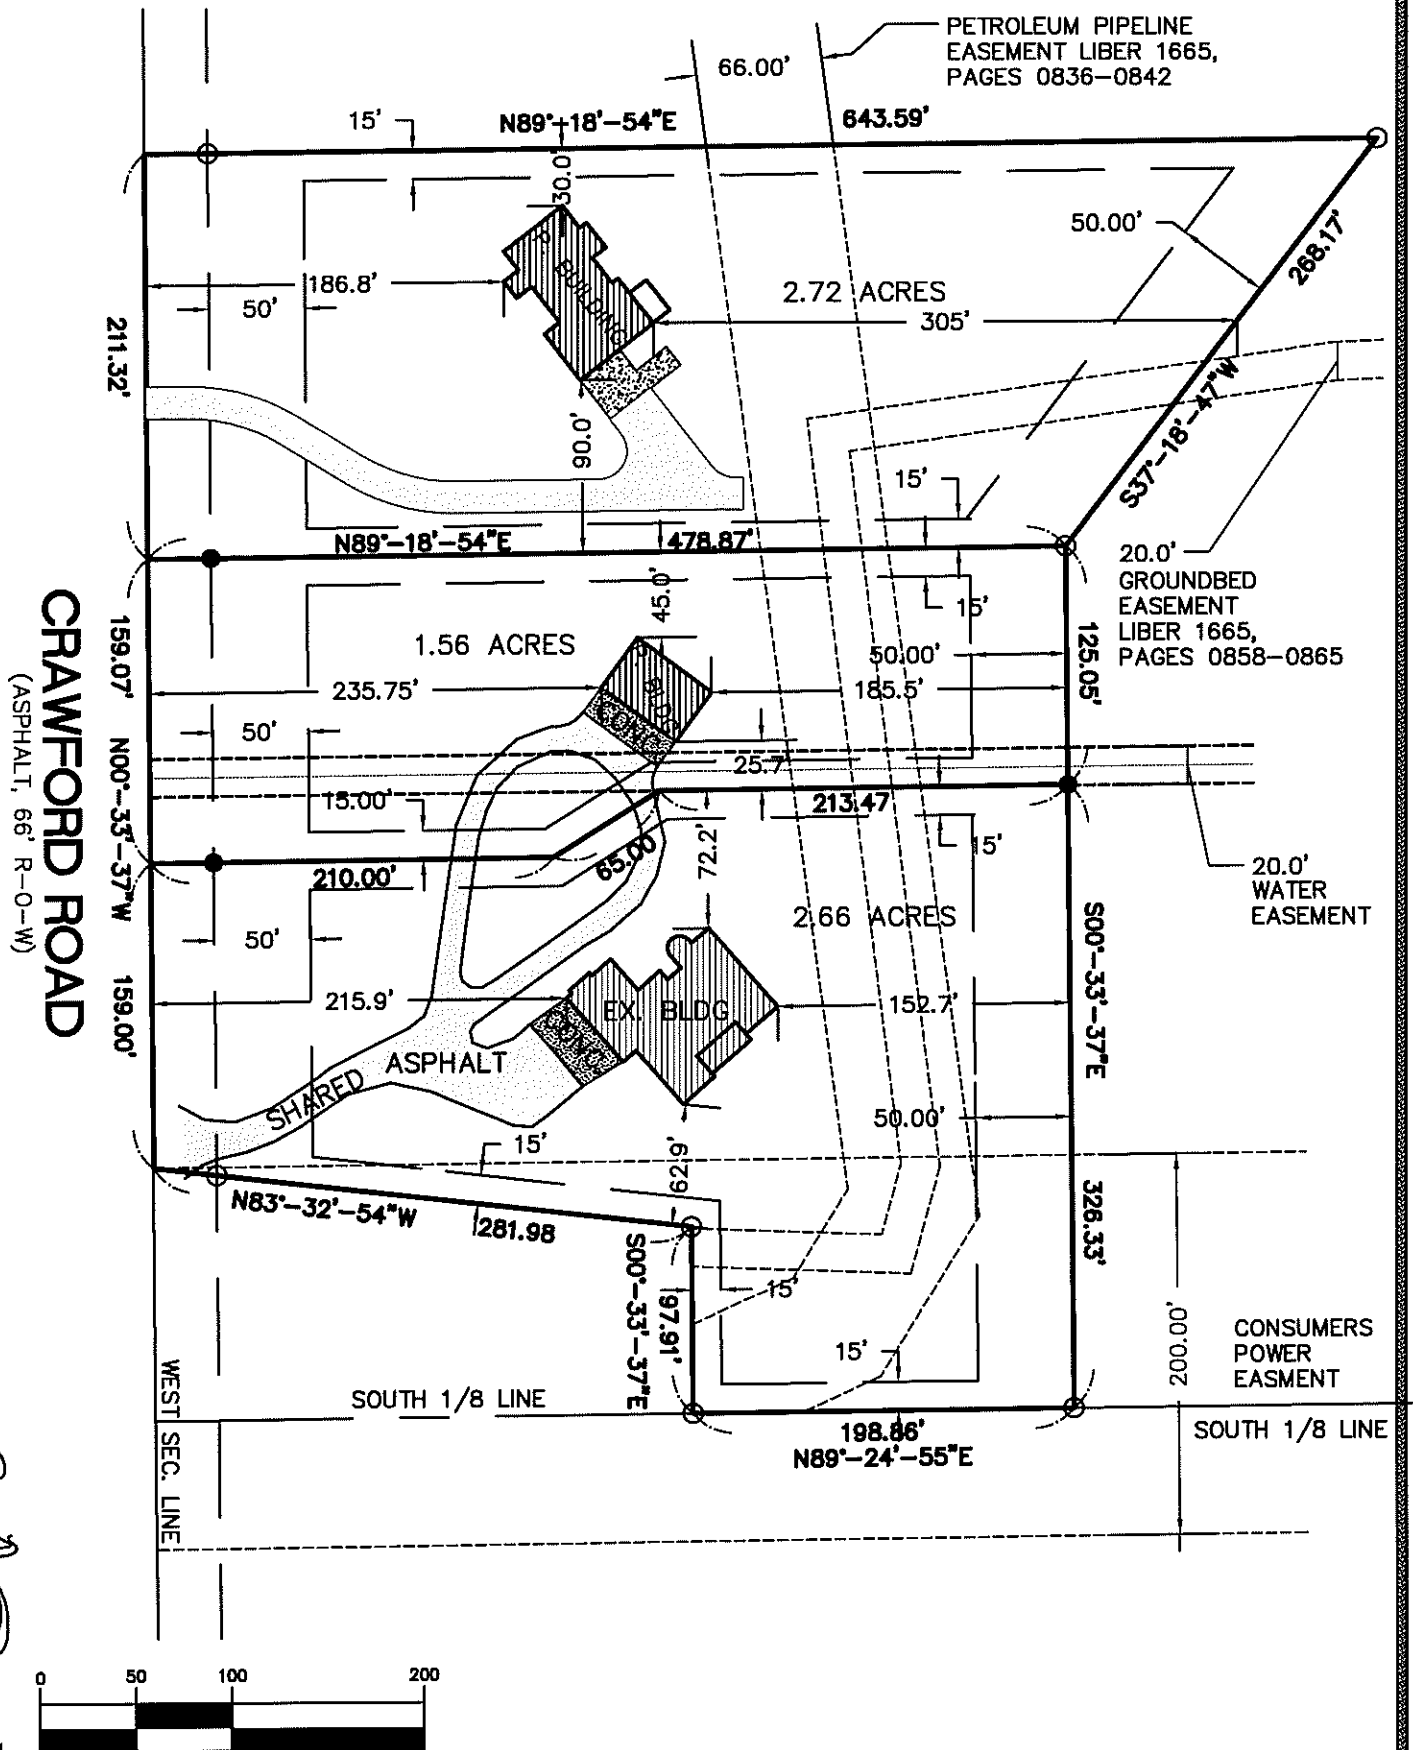 PETROLEUM PIPELINE
EASEMENT LIBER 1665,
PAGES 0836-0842
66.00'
15'
N89°-18'-54"E
643.59'
30.0'
50.00'
268.17'
P. BUILDING
186.8'
50'
2.72 ACRES
305'
211.32'
S37°-18'-47"W
90.0'
15'
N89°-18'-54"E
478.87'
20.0'
GROUNDBED
EASEMENT
LIBER 1665,
PAGES 0858-0865
15'
45.0'
1.56 ACRES
50.00'
125.05'
159.07'
P. BLDG
235.75'
185.5'
CONC.
50'
25.7'
15.00'
213.47
15'
72.2'
65.00
210.00'
20.0'
WATER
EASEMENT
N00°-33'-37"W
CRAWFORD ROAD
(ASPHALT, 66' R-O-W)
2.66 ACRES
50'
S00°-33'-37"E
159.00'
215.9'
EX. BLDG
152.7'
CONC.
ASPHALT
SHARED
50.00'
15'
62.9'
N83°-32'-54"W
281.98
326.33'
S00°-33'-37"E
97.91'
15'
200.00'
CONSUMERS
POWER
EASMENT
15'
WEST SEC. LINE
SOUTH 1/8 LINE
198.86'
N89°-24'-55"E
SOUTH 1/8 LINE
0 50 100 200